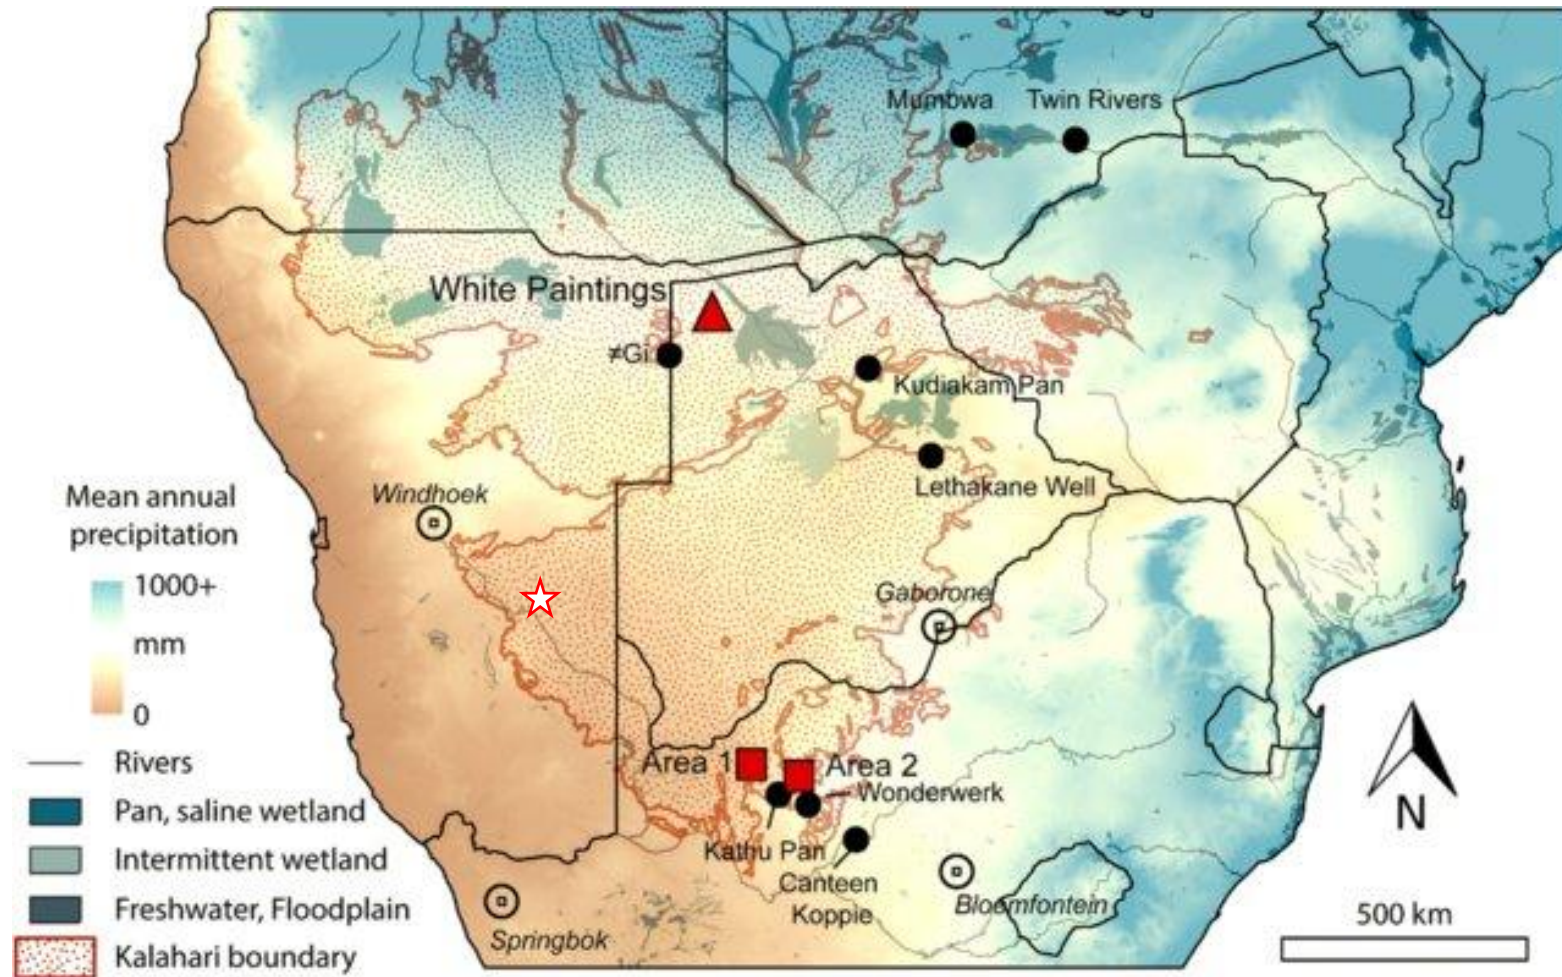 Mumbwa
Twin Rivers
White Paintings
≠Gi
Kudiakam Pan
Lethakane Well
Windhoek
Gaborone
Area 1
Area 2
Wonderwerk
Kathu Pan
Canteen
Koppie
Bloemfontein
Springbok
Mean annual
precipitation
1000+
mm
0
Rivers
Pan, saline wetland
Intermittent wetland
Freshwater, Floodplain
Kalahari boundary
N
500 km